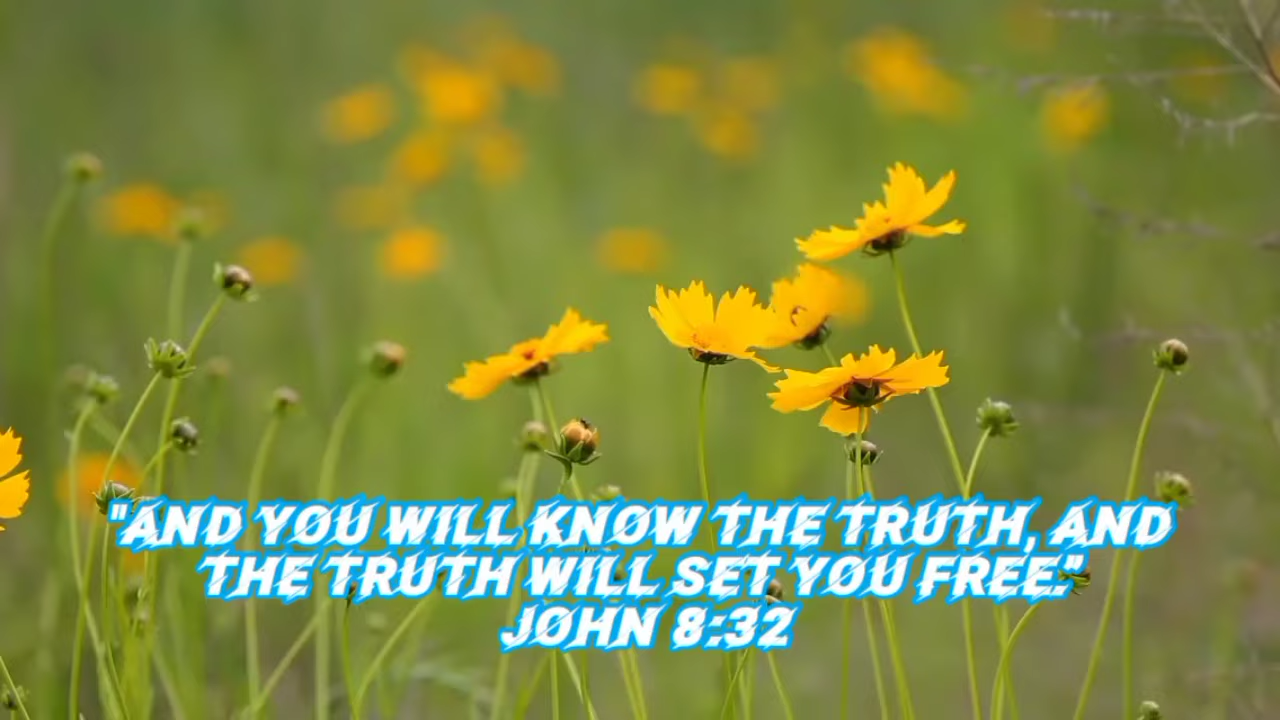 "AND YOU WILL KNOW THE TRUTH, AND
THE TRUTH WILL SET YOU FREE."
JOHN 8:32